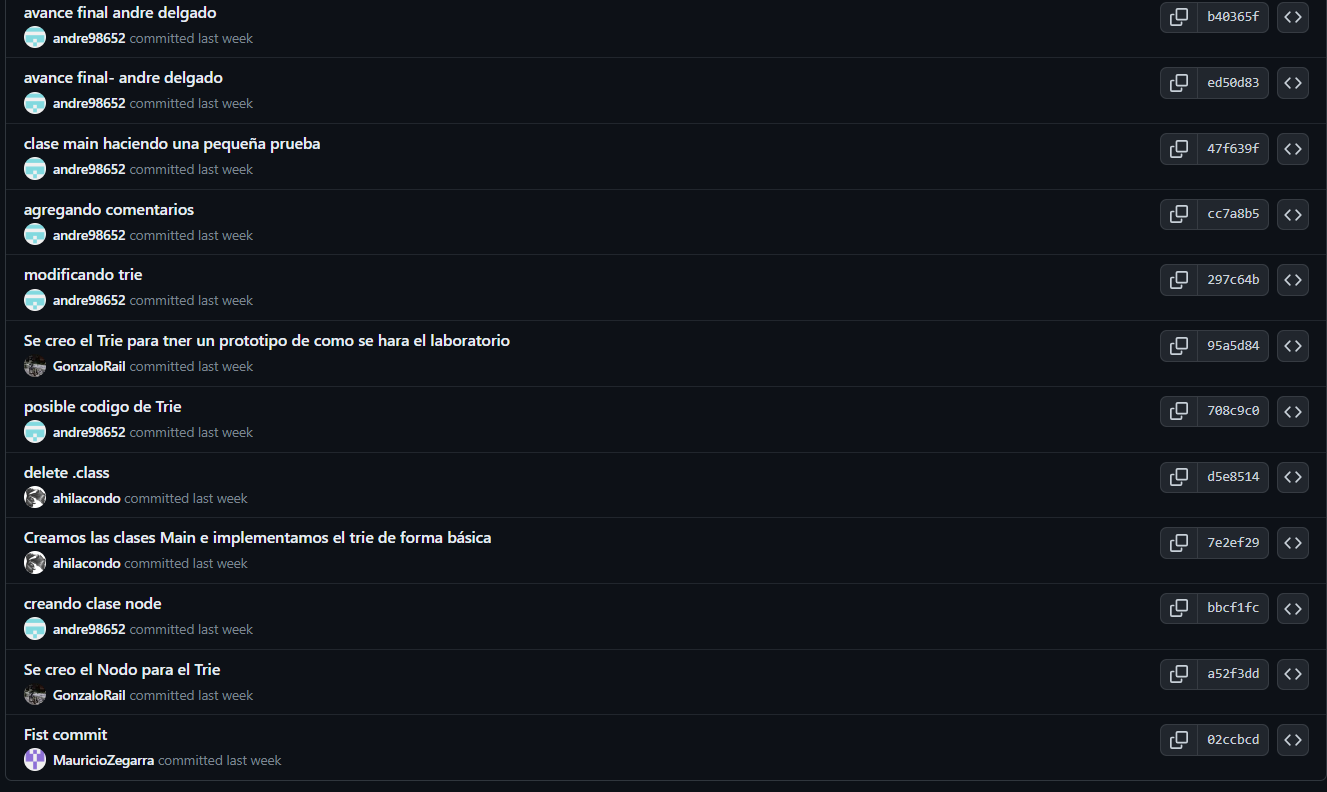 avance final andre delgado
b40365f
andre98652 committed last week
avance final- andre delgado
ed50d83
andre98652 committed last week
clase main haciendo una pequeña prueba
47f639f
andre98652 committed last week
agregando comentarios
cc7a8b5
andre98652 committed last week
modificando trie
297c64b
andre98652 committed last week
Se creo el Trie para tner un prototipo de como se hara el laboratorio
95a5d84
GonzaloRail committed last week
posible codigo de Trie
708c9c0
andre98652 committed last week
delete .class
d5e8514
ahilacondo committed last week
Creamos las clases Main e implementamos el trie de forma básica
7e2ef29
ahilacondo committed last week
creando clase node
bbcf1fc
andre98652 committed last week
Se creo el Nodo para el Trie
a52f3dd
GonzaloRail committed last week
Fist commit
02ccbcd
MauricioZegarra committed last week